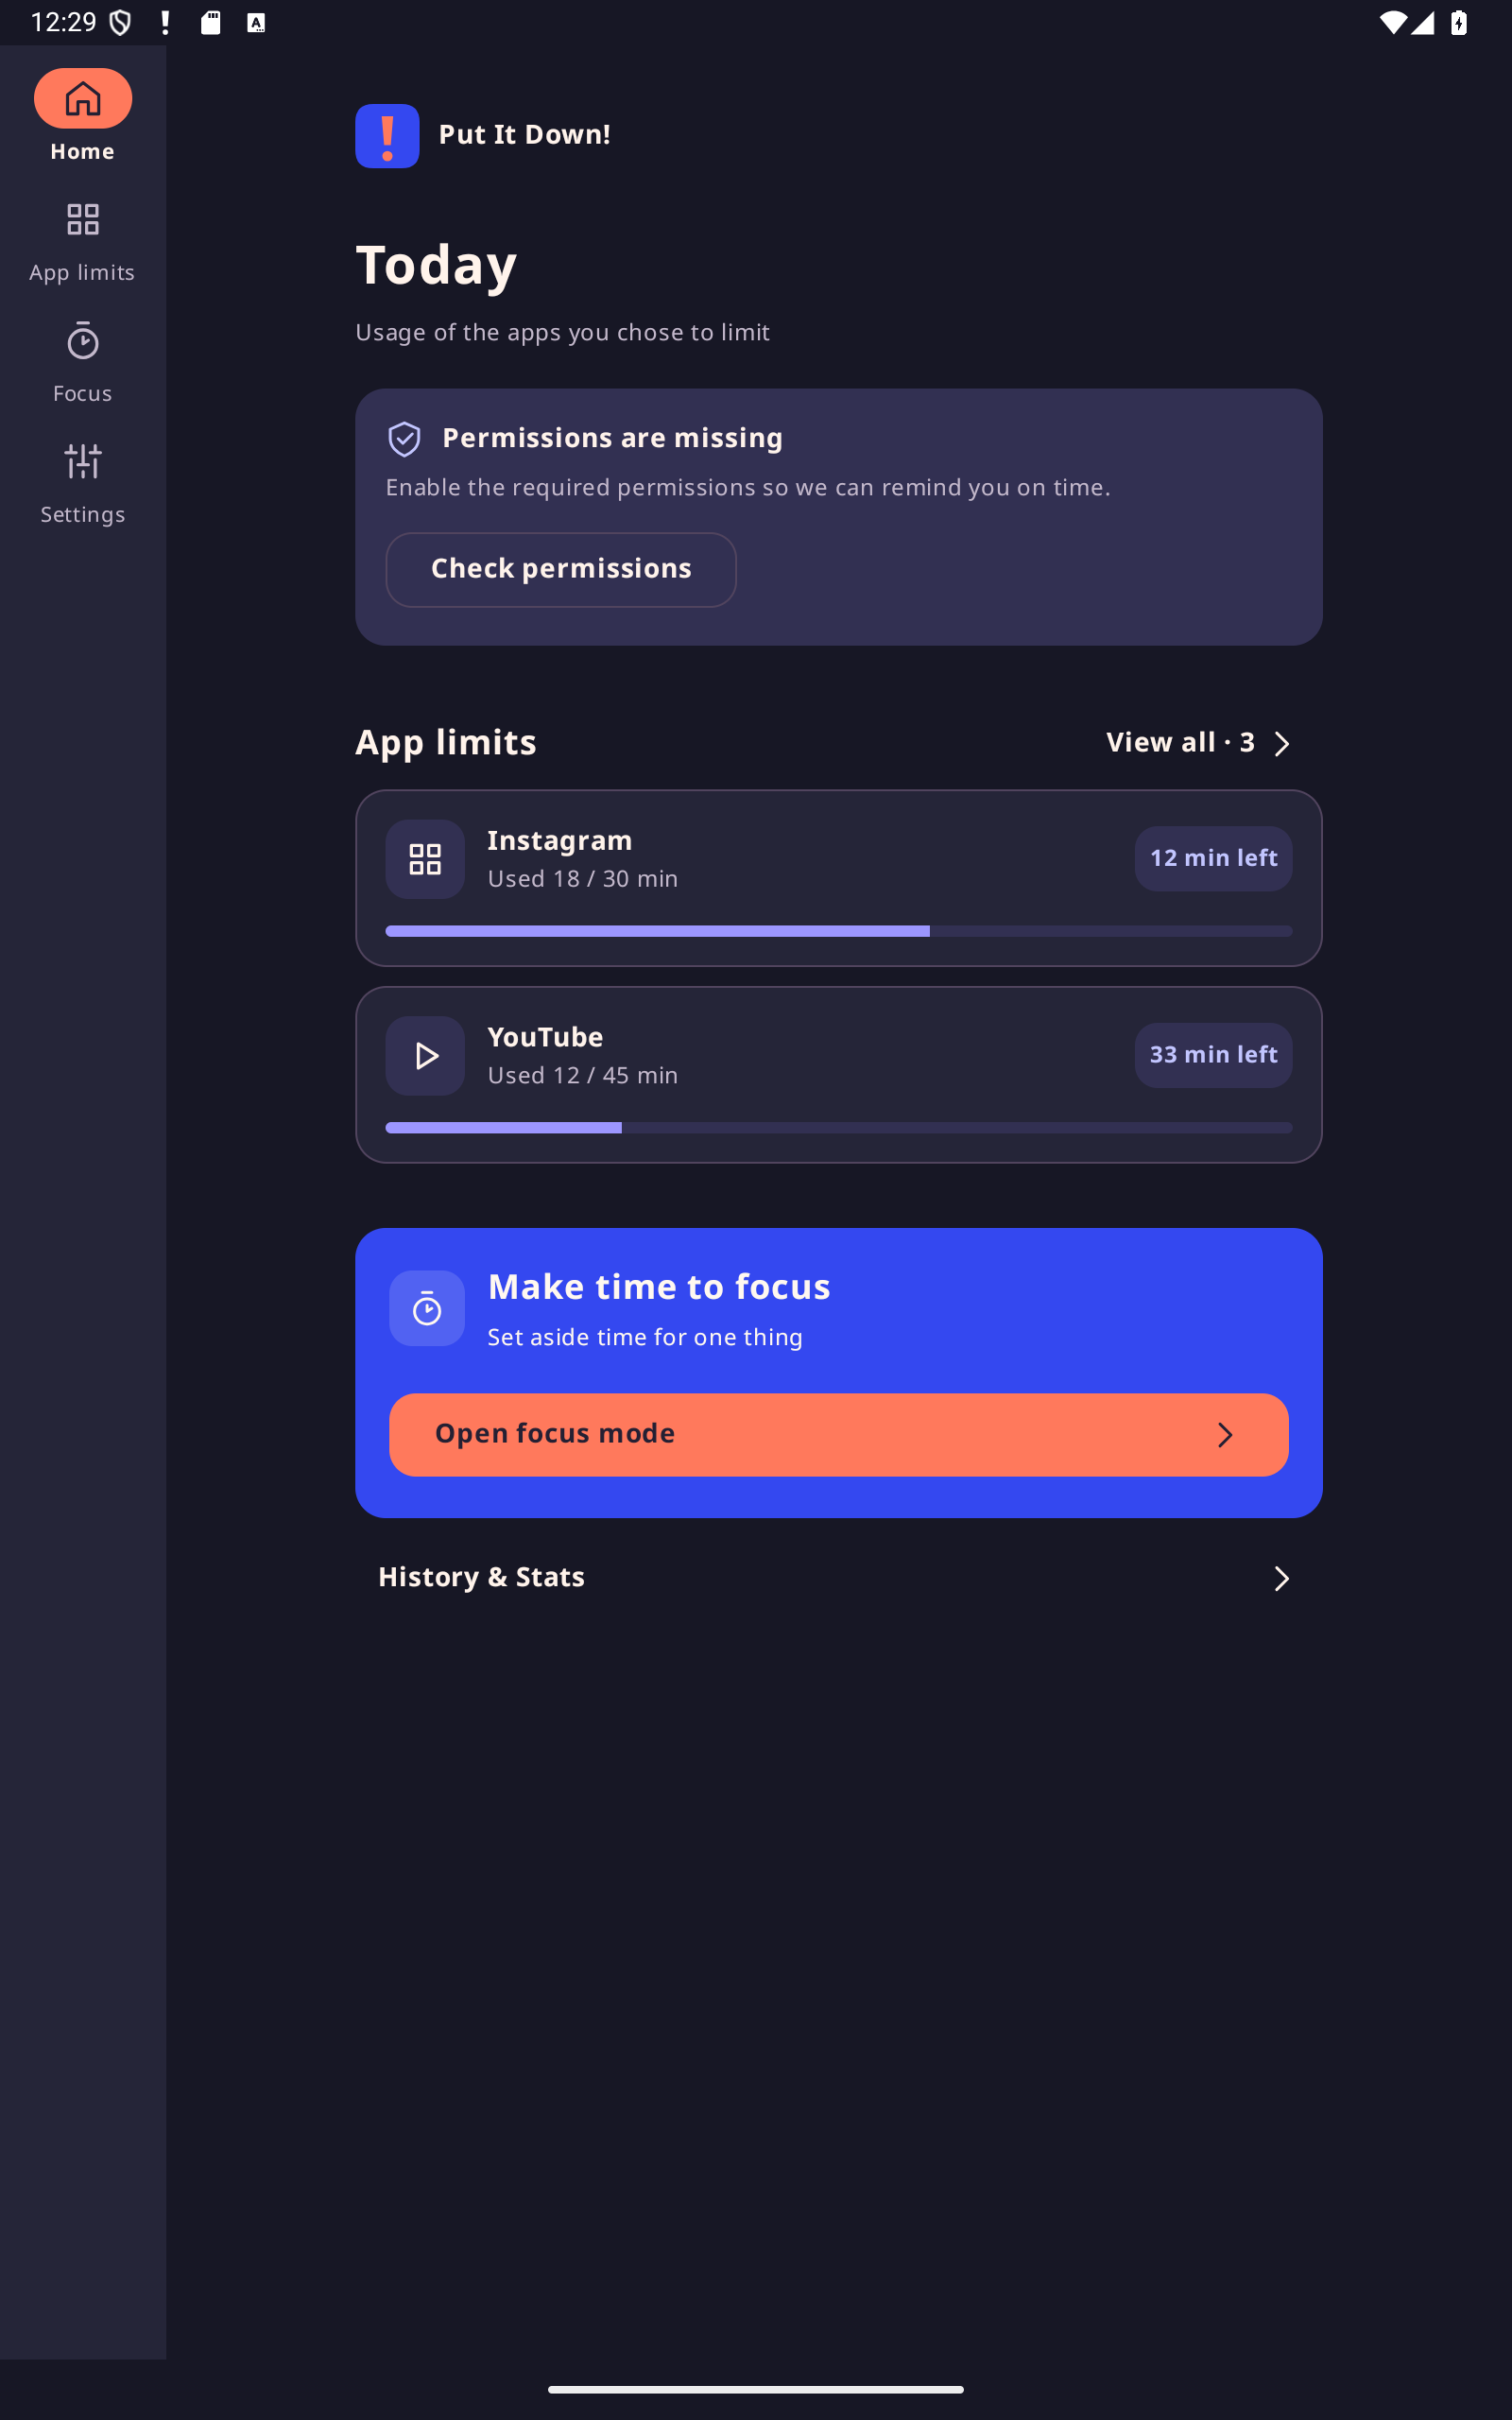 12:29
Home
App limits
Focus
Settings
Put It Down!
Today
Usage of the apps you chose to limit
Permissions are missing
Enable the required permissions so we can remind you on time.
Check permissions
App limits
View all · 3
Instagram
Used 18 / 30 min
12 min left
YouTube
Used 12 / 45 min
33 min left
Make time to focus
Set aside time for one thing
Open focus mode
History & Stats